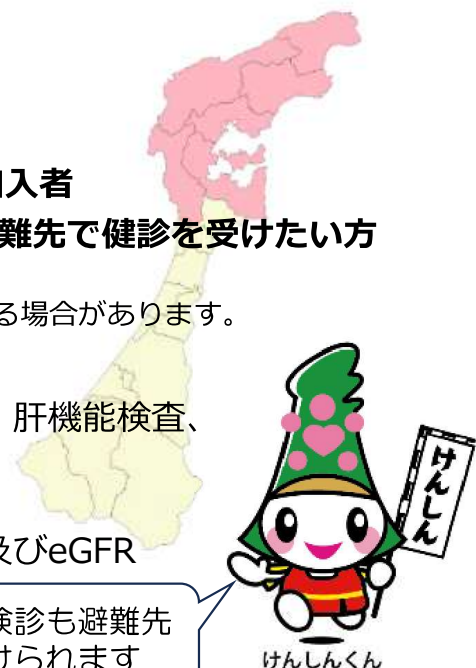 入者
難先で健診を受けたい方
る場合があります。
肝機能検査、
及びeGFR
検診も避難先
けられます
けんしん
けんしんくん